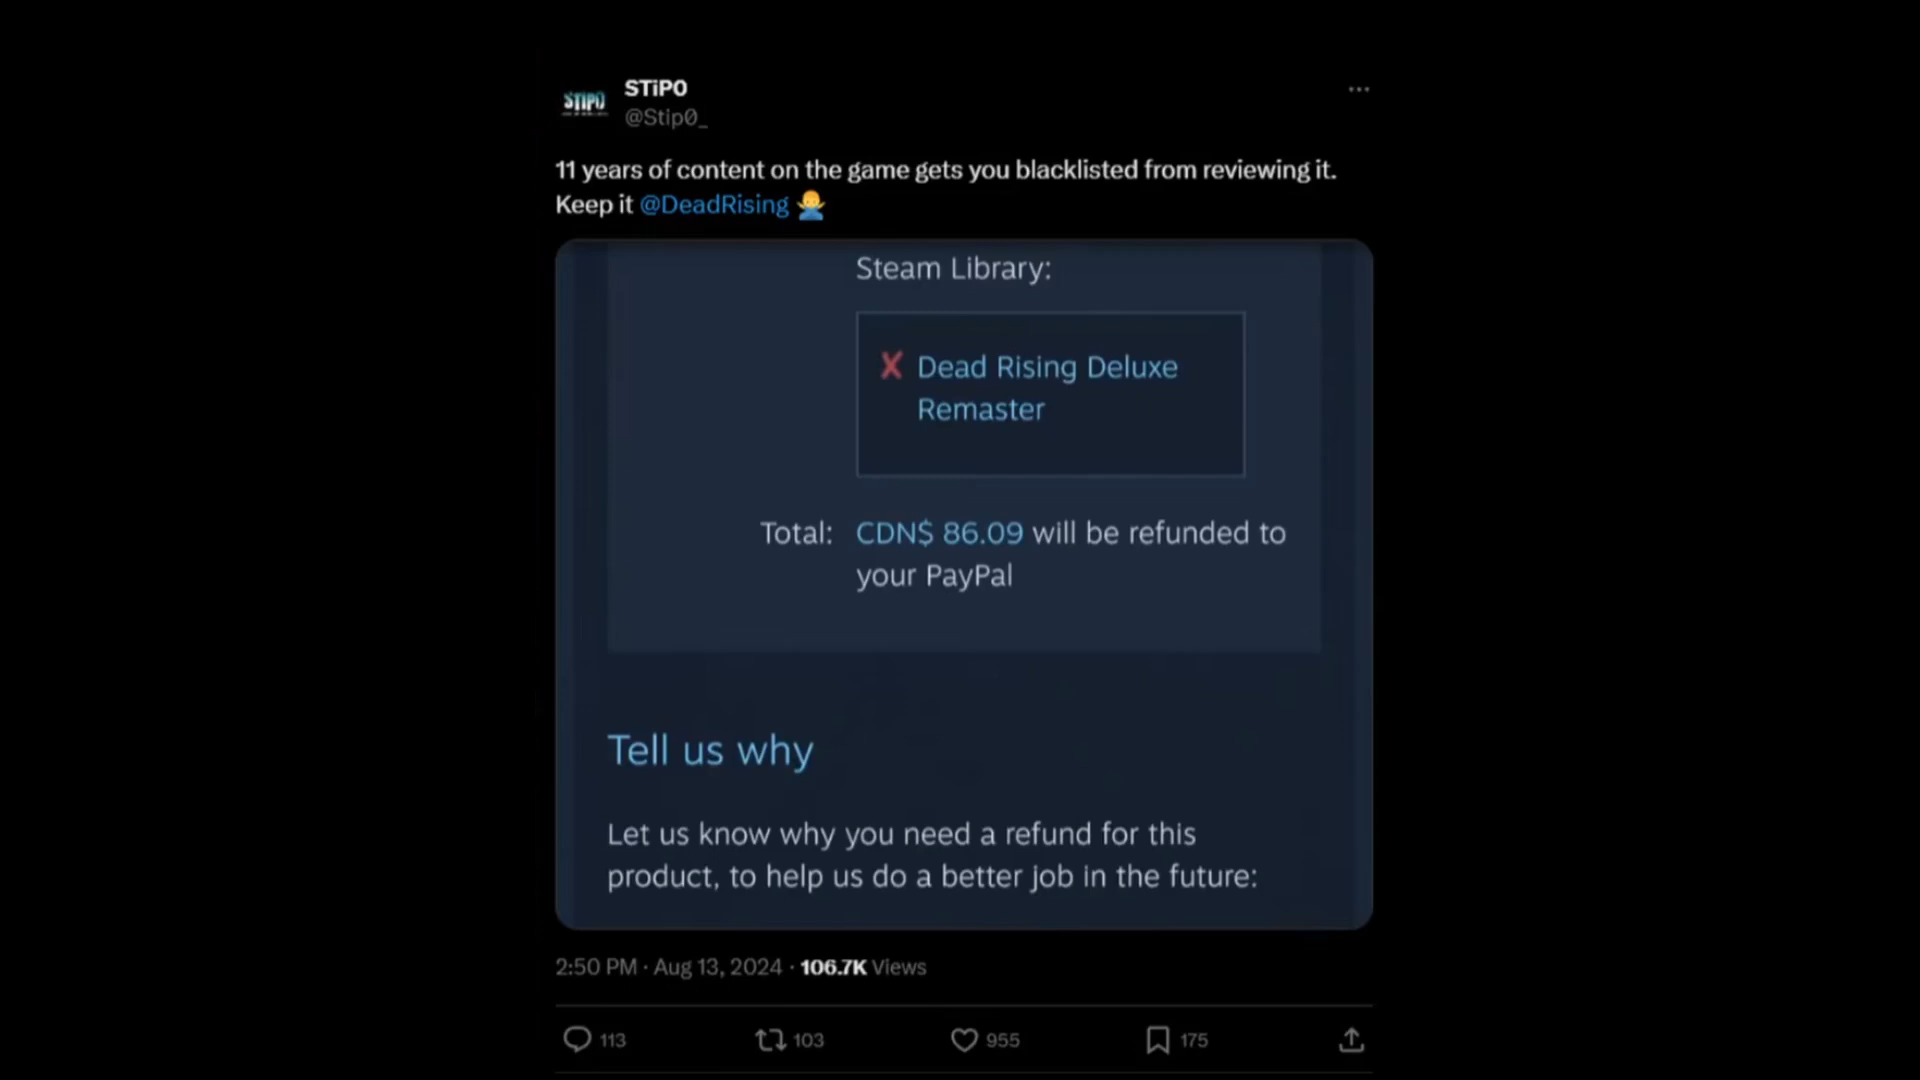 STiP0
STIP0
@Stip0_
11 years of content on the game gets you blacklisted from reviewing it.
Keep it @DeadRising 🙅‍♂️
Steam Library:
X Dead Rising Deluxe
Remaster
Total: CDN$ 86.09 will be refunded to
your PayPal
Tell us why
Let us know why you need a refund for this
product, to help us do a better job in the future:
2:50 PM · Aug 13, 2024 · 106.7K Views
113 103 955 175